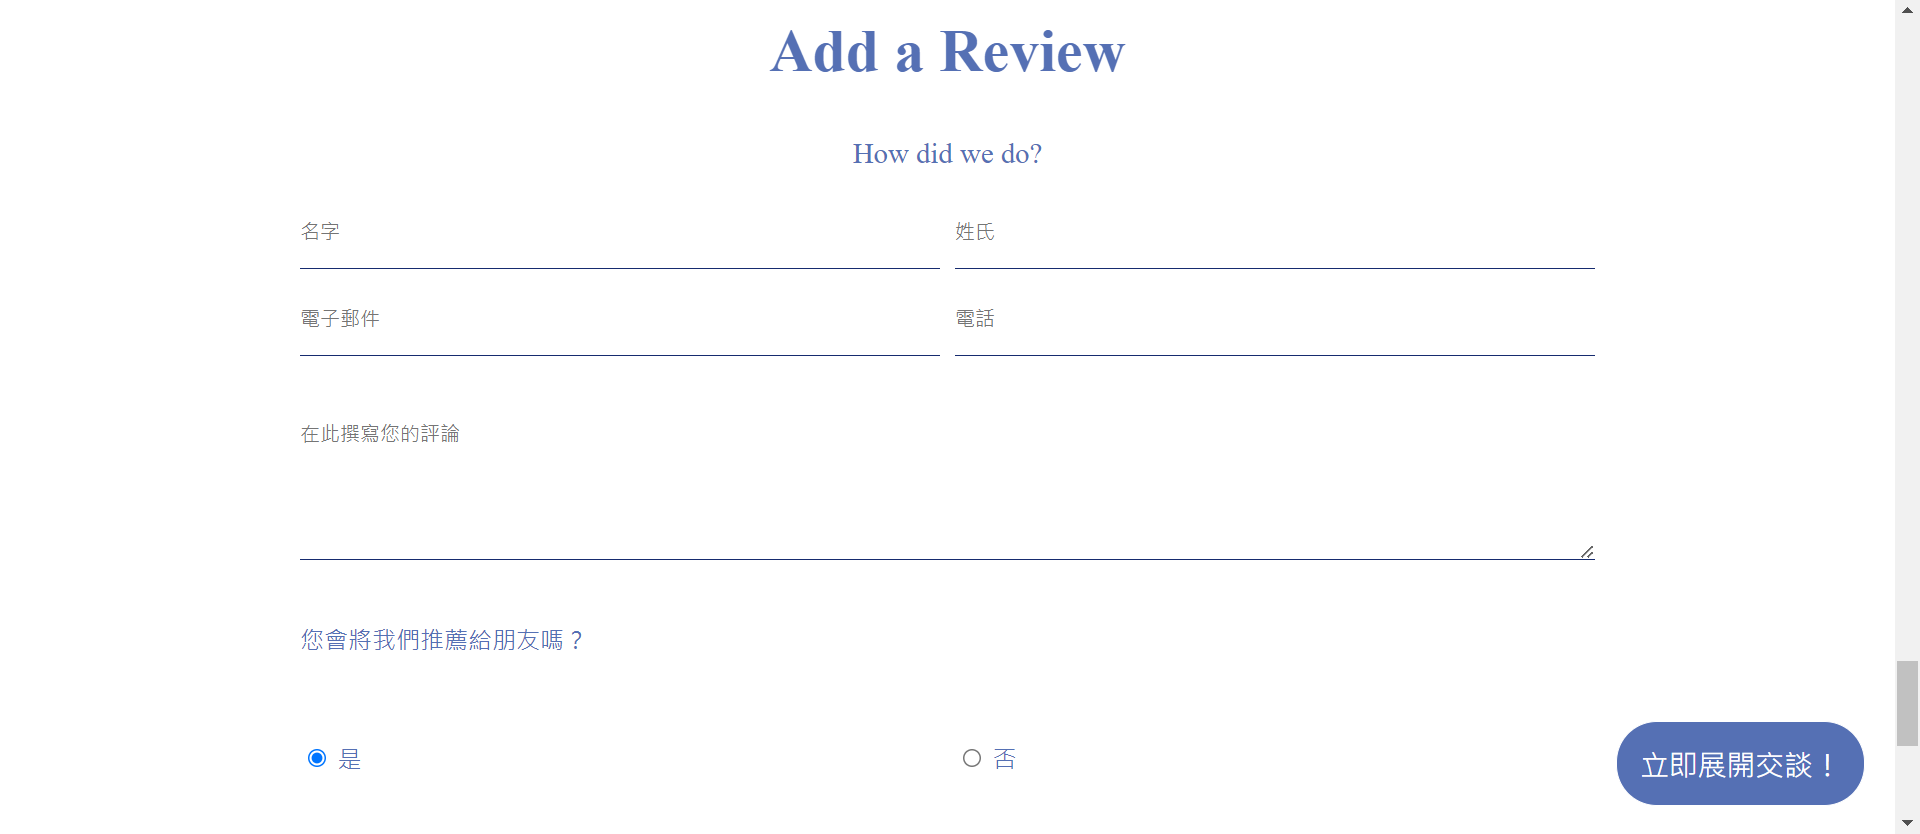 Add a Review
How did we do?
名字
姓氏
電子郵件
電話
在此撰寫您的評論
您會將我們推薦給朋友嗎？
是
否
立即展開交談！